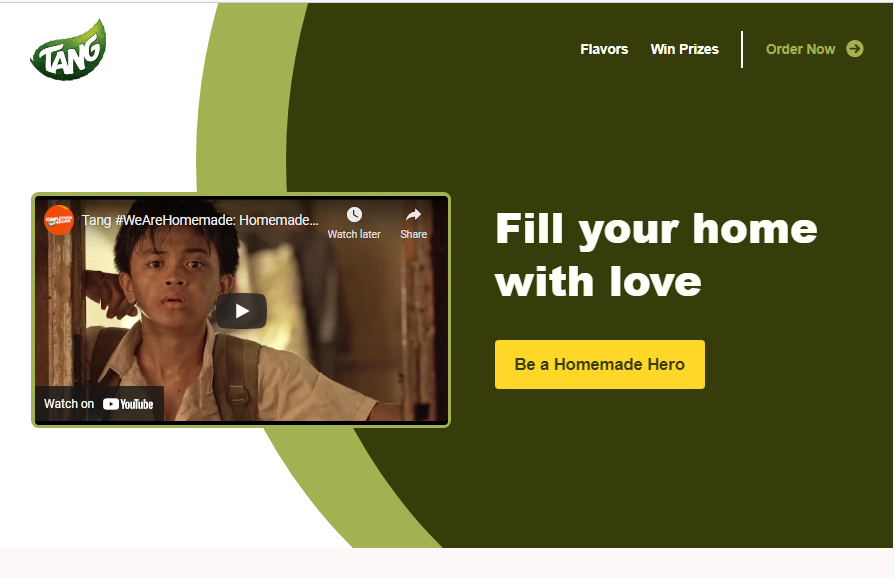 TANG
Flavors
Win Prizes
Order Now
Tang #WeAreHomemade: Homemade...
Watch later
Share
Fill your home
with love
Be a Homemade Hero
Watch on YouTube